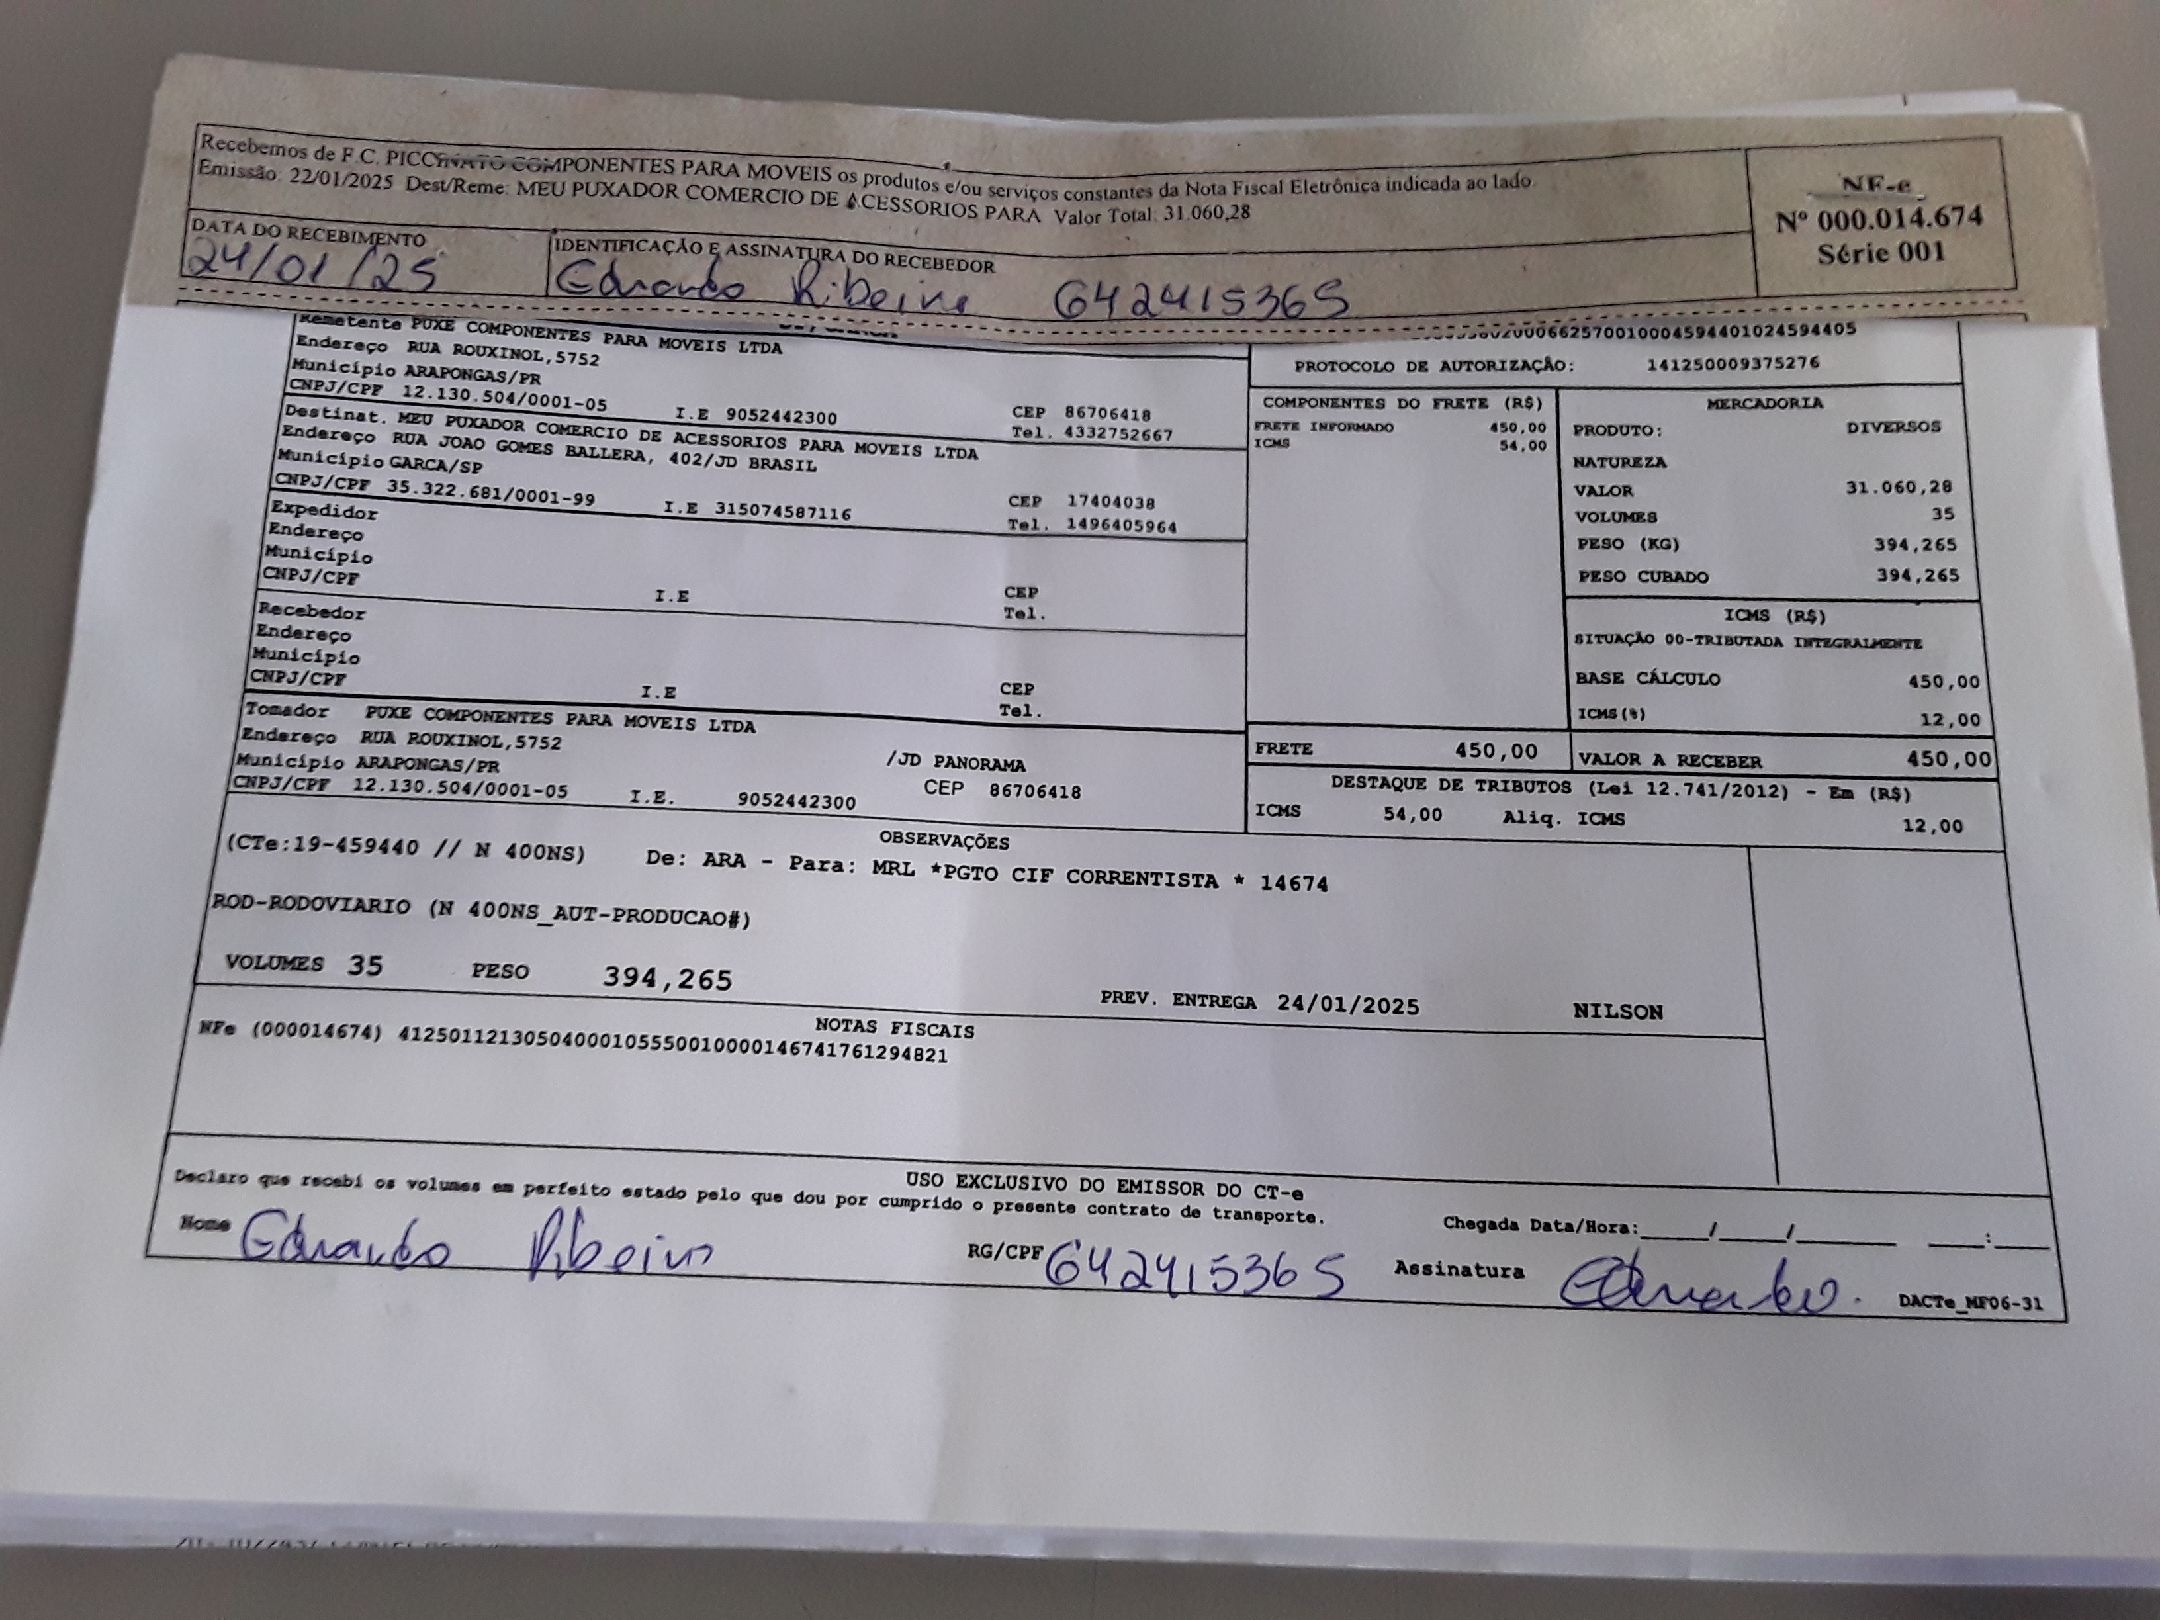 Recebemos de F.C. PICCINATO COMPONENTES PARA MOVEIS os produtos e/ou serviços constantes da Nota Fiscal Eletrônica indicada ao lado.
Emissão: 22/01/2025 Dest/Reme: MEU PUXADOR COMERCIO DE ACESSORIOS PARA Valor Total: 31.060,28
NF-e
Nº 000.014.674
Série 001
DATA DO RECEBIMENTO
24/01/25
IDENTIFICAÇÃO E ASSINATURA DO RECEBEDOR
Eduardo Ribeiro 642415365
Remetente PUXE COMPONENTES PARA MOVEIS LTDA
Endereço RUA ROUXINOL,5752
Município ARAPONGAS/PR
CNPJ/CPF 12.130.504/0001-05 I.E 9052442300
CEP 86706418
Tel. 4332752667
Destinat. MEU PUXADOR COMERCIO DE ACESSORIOS PARA MOVEIS LTDA
Endereço RUA JOAO GOMES BALLERA, 402/JD BRASIL
Município GARCA/SP
CNPJ/CPF 35.322.681/0001-99 I.E 315074587116
CEP 17404038
Tel. 1496405964
Expedidor
Endereço
Município
CNPJ/CPF I.E
CEP
Tel.
Recebedor
Endereço
Município
CNPJ/CPF I.E
CEP
Tel.
Tomador PUXE COMPONENTES PARA MOVEIS LTDA
Endereço RUA ROUXINOL,5752 /JD PANORAMA
Município ARAPONGAS/PR CEP 86706418
CNPJ/CPF 12.130.504/0001-05 I.E. 9052442300
PROTOCOLO DE AUTORIZAÇÃO: 141250009375276
COMPONENTES DO FRETE (R$)
FRETE INFORMADO 450,00
ICMS 54,00
MERCADORIA
PRODUTO: DIVERSOS
NATUREZA
VALOR 31.060,28
VOLUMES 35
PESO (KG) 394,265
PESO CUBADO 394,265
ICMS (R$)
SITUAÇÃO 00-TRIBUTADA INTEGRALMENTE
BASE CÁLCULO 450,00
ICMS(%) 12,00
FRETE 450,00
VALOR A RECEBER 450,00
DESTAQUE DE TRIBUTOS (Lei 12.741/2012) - Em (R$)
ICMS 54,00 Aliq. ICMS 12,00
OBSERVAÇÕES
(CTe:19-459440 // N 400NS) De: ARA - Para: MRL *PGTO CIF CORRENTISTA * 14674
ROD-RODOVIARIO (N 400NS_AUT-PRODUCAO#)
VOLUMES 35 PESO 394,265
PREV. ENTREGA 24/01/2025 NILSON
NOTAS FISCAIS
NFe (000014674) 41250112130504000105550010000146741761294821
USO EXCLUSIVO DO EMISSOR DO CT-e
Declaro que recebi os volumes em perfeito estado pelo que dou por cumprido o presente contrato de transporte.
Chegada Data/Hora:_____/_____/_______ ____:____
Nome Eduardo Ribeiro RG/CPF 642415365 Assinatura Eduardo.
DACTe_MF06-31